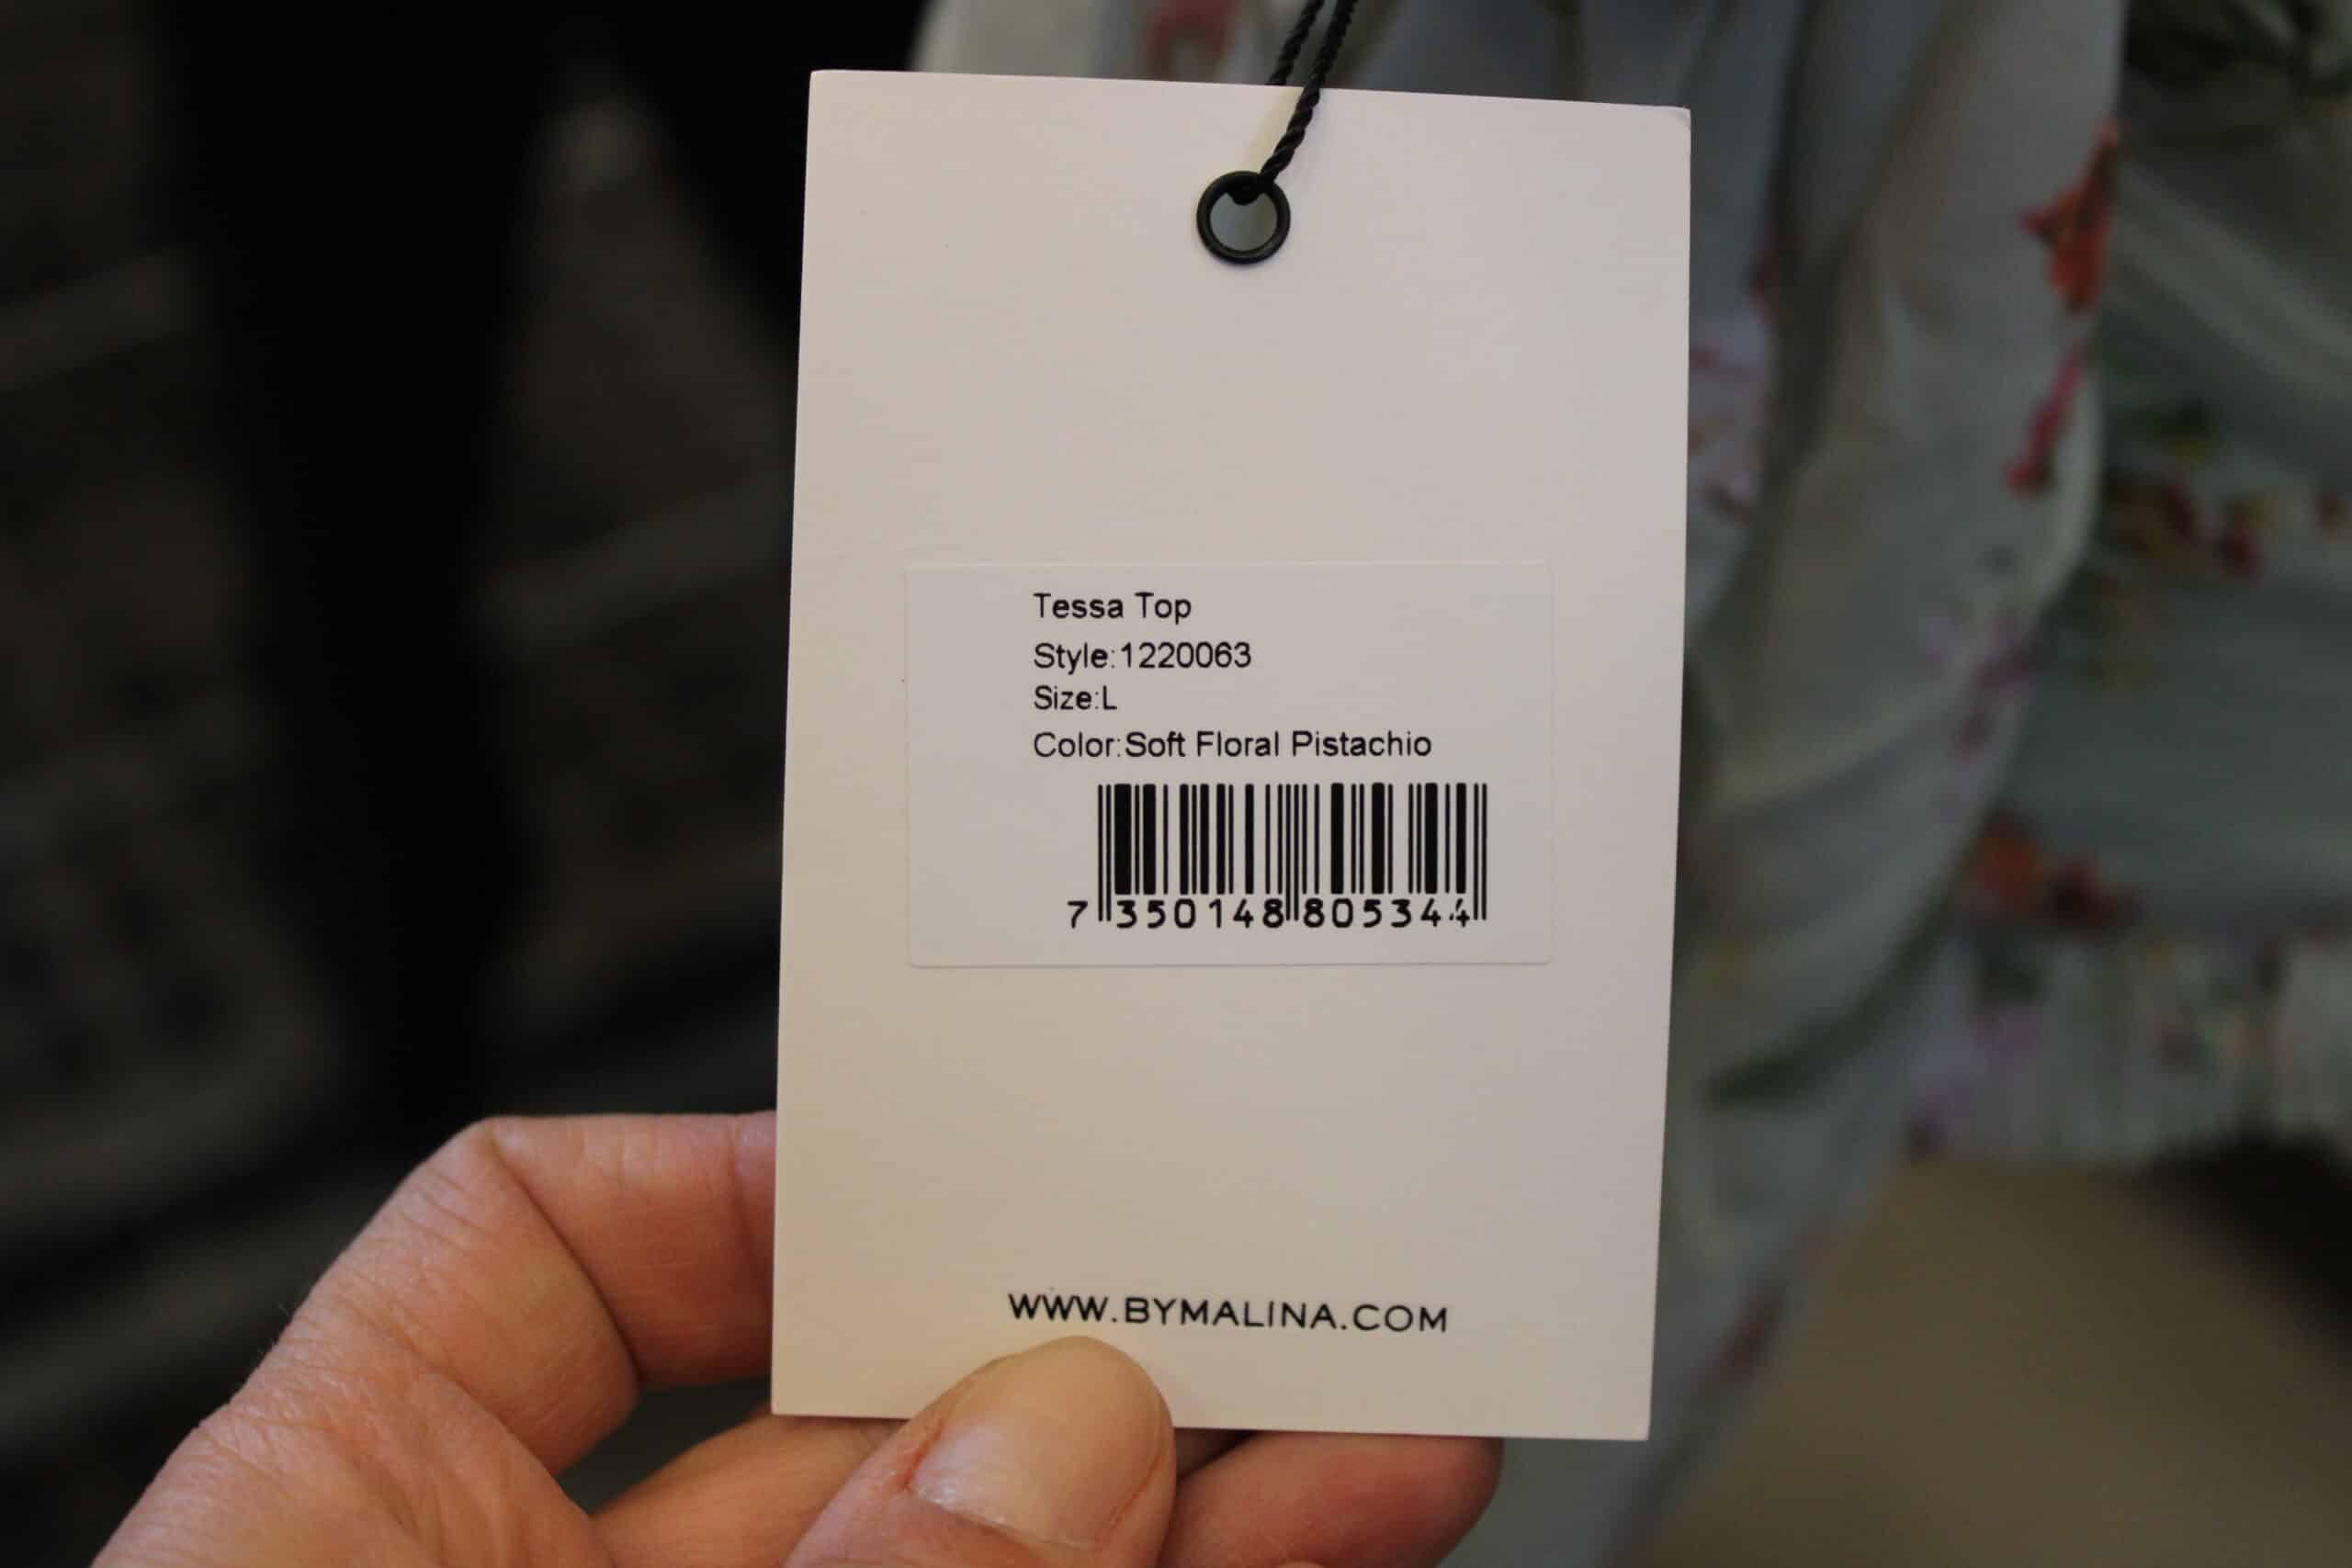 Tessa Top
Style:1220063
Size:L
Color:Soft Floral Pistachio
7 350148 805344
WWW.BYMALINA.COM